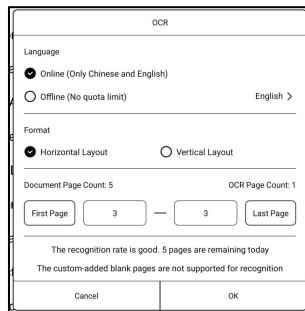 OCR
Language
Online (Only Chinese and English)
Offline (No quota limit) English >
Format
Horizontal Layout Vertical Layout
Document Page Count: 5 OCR Page Count: 1
First Page 3 — 3 Last Page
The recognition rate is good. 5 pages are remaining today
The custom-added blank pages are not supported for recognition
Cancel OK